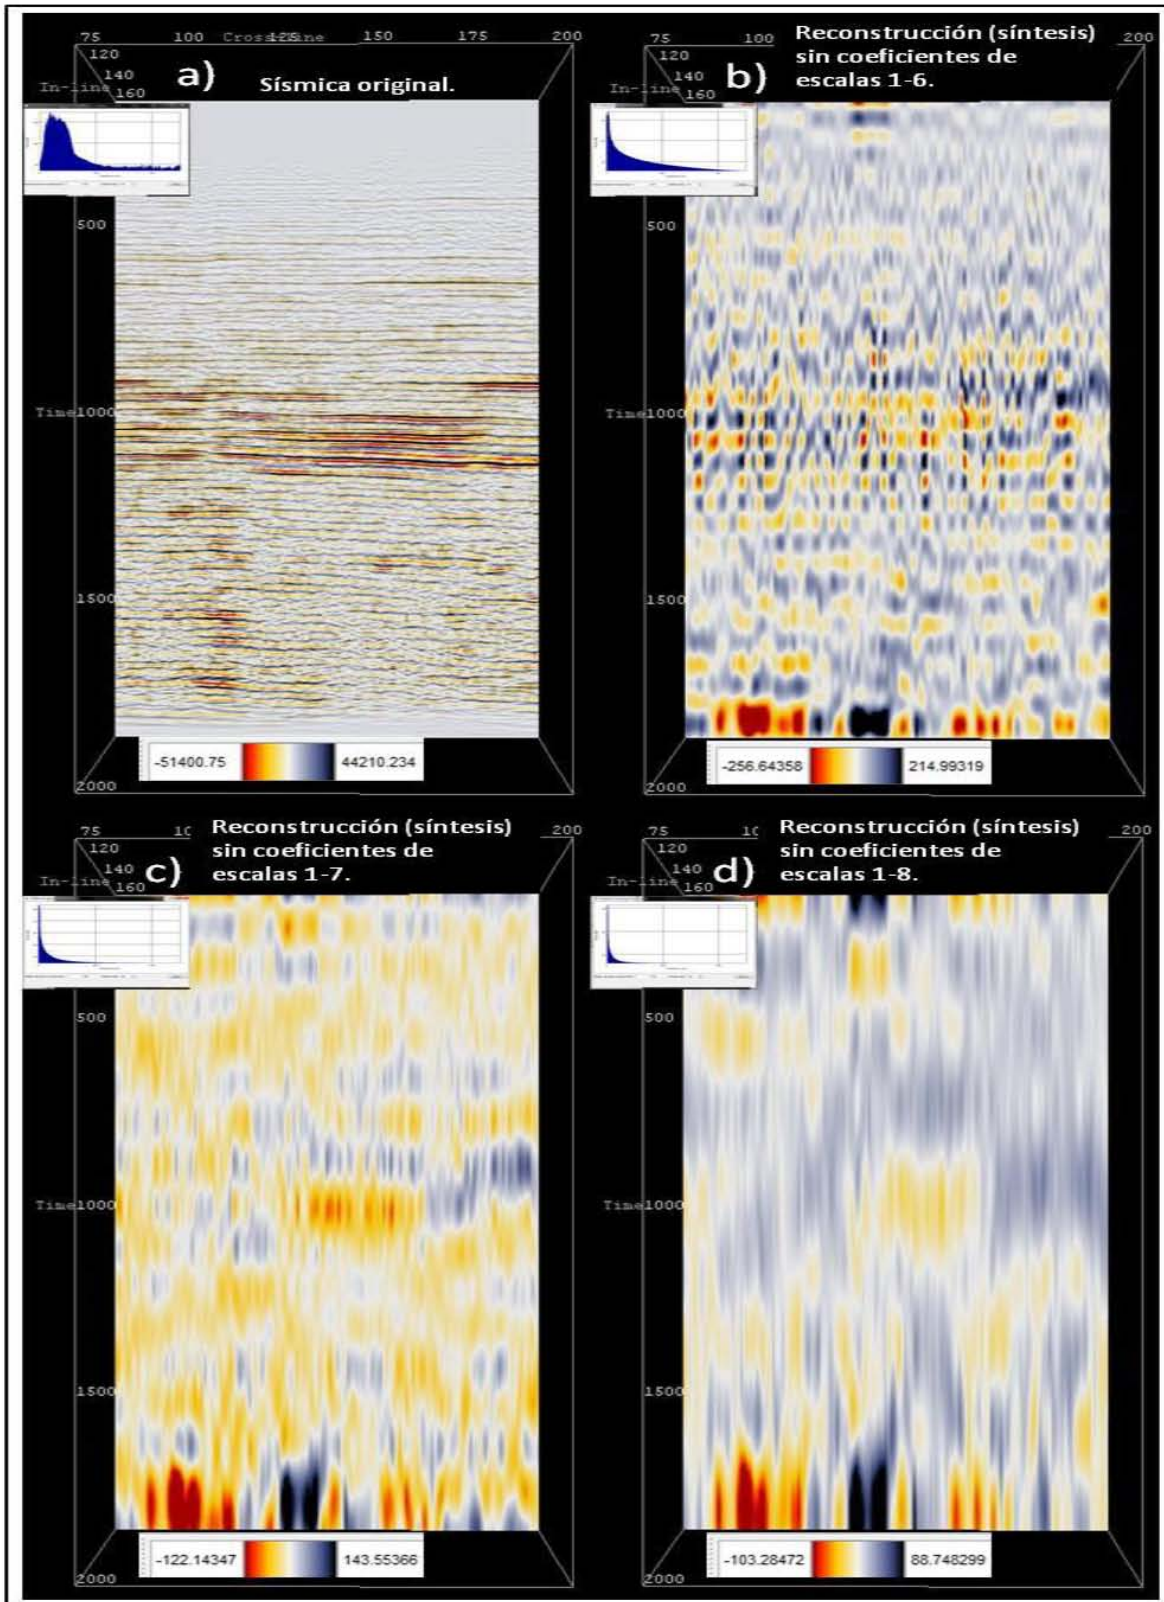 75 100 Cross-line 125 150 175 200
120
140
In-line 160
a) Sísmica original.
500
Time1000
1500
-51400.75 44210.234
2000
75 100 200
120
140
In-line 160
b) Reconstrucción (síntesis)
sin coeficientes de
escalas 1-6.
500
Time1000
1500
-256.64358 214.99319
2000
75 200
120
140
In-line 160
c) Reconstrucción (síntesis)
sin coeficientes de
escalas 1-7.
500
Time1000
1500
-122.14347 143.55366
2000
75 200
120
140
In-line 160
d) Reconstrucción (síntesis)
sin coeficientes de
escalas 1-8.
500
Time1000
1500
-103.28472 88.748299
2000